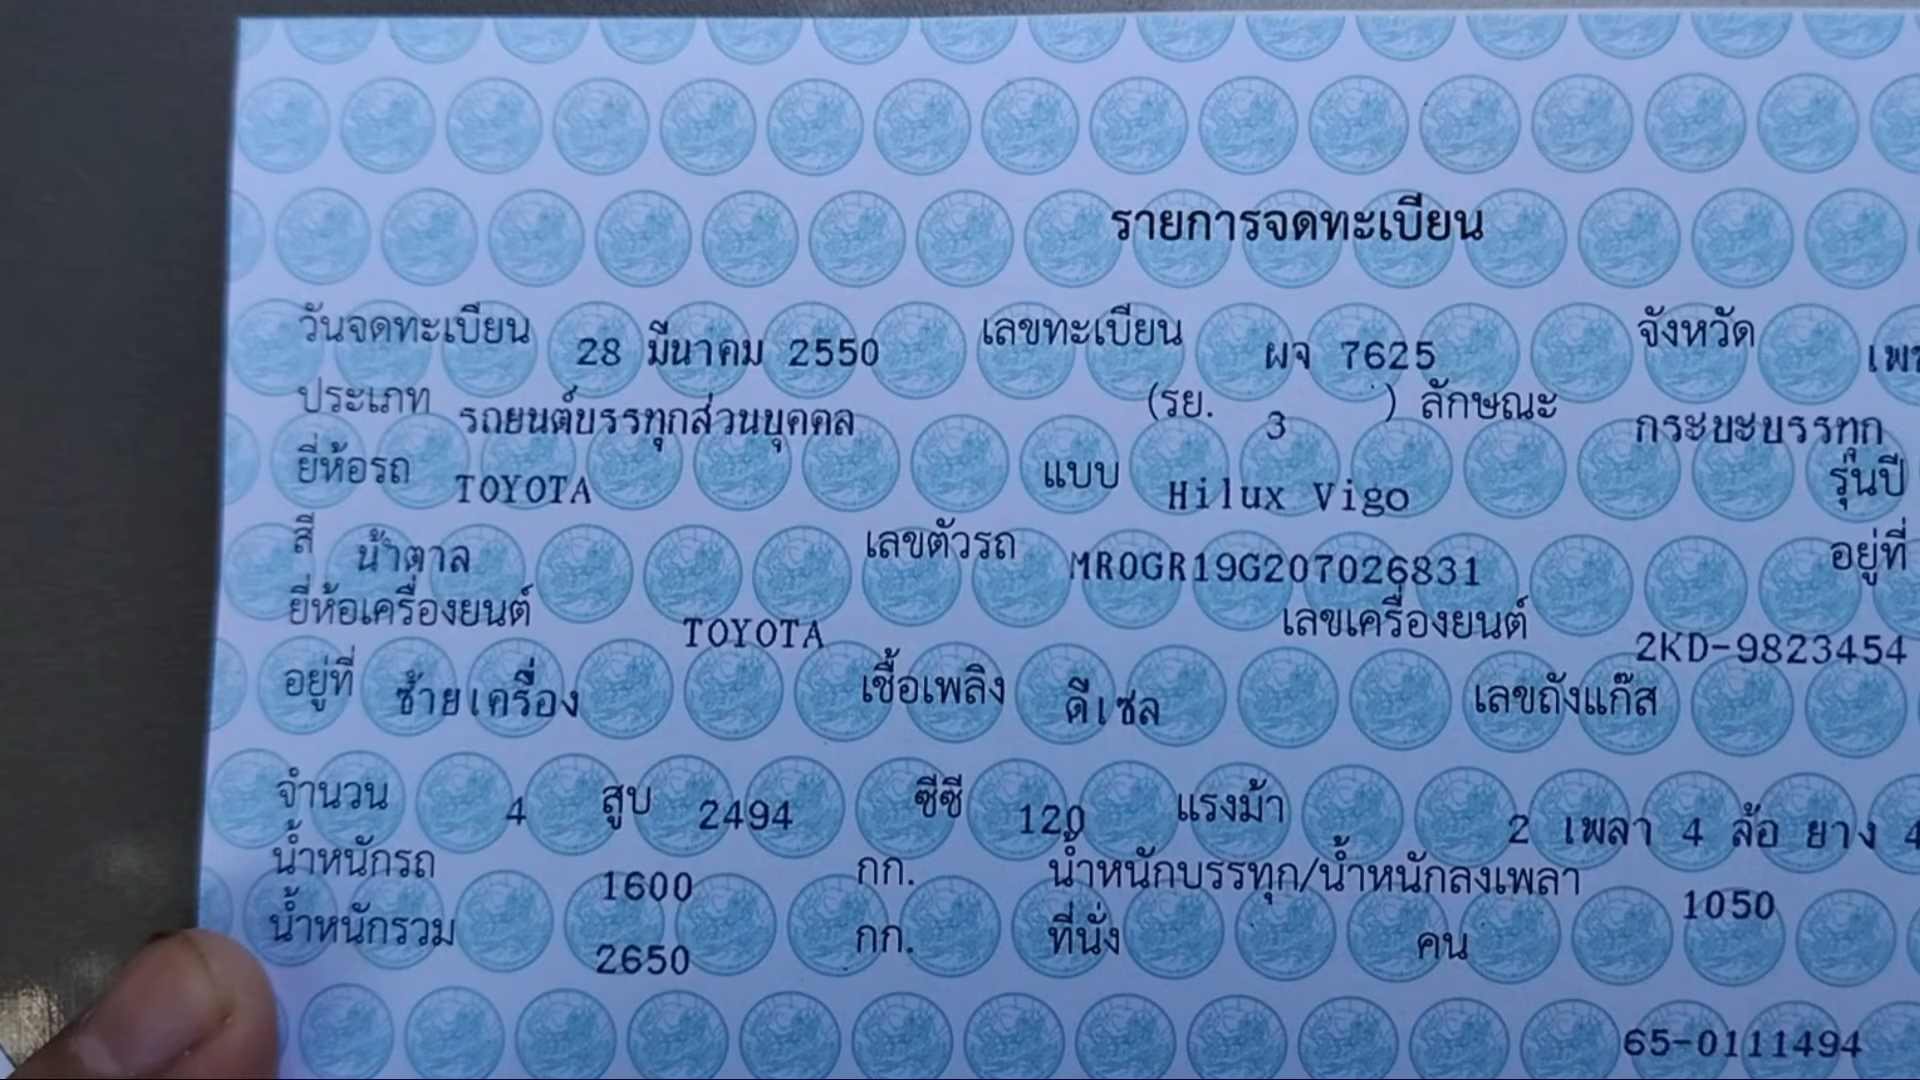 รายการจดทะเบียน
วันจดทะเบียน 28 มีนาคม 2550 เลขทะเบียน ผจ 7625 จังหวัด
ประเภท รถยนต์บรรทุกส่วนบุคคล (รย. 3 ) ลักษณะ กระบะบรรทุก
ยี่ห้อรถ TOYOTA แบบ Hilux Vigo รุ่นปี
สี น้ำตาล เลขตัวรถ MR0GR19G207026831 อยู่ที่
ยี่ห้อเครื่องยนต์ TOYOTA เลขเครื่องยนต์ 2KD-9823454
อยู่ที่ ซ้ายเครื่อง เชื้อเพลิง ดีเซล เลขถังแก๊ส
จำนวน 4 สูบ 2494 ซีซี 120 แรงม้า 2 เพลา 4 ล้อ ยาง 4
น้ำหนักรถ 1600 กก. น้ำหนักบรรทุก/น้ำหนักลงเพลา 1050
น้ำหนักรวม 2650 กก. ที่นั่ง คน
65-0111494